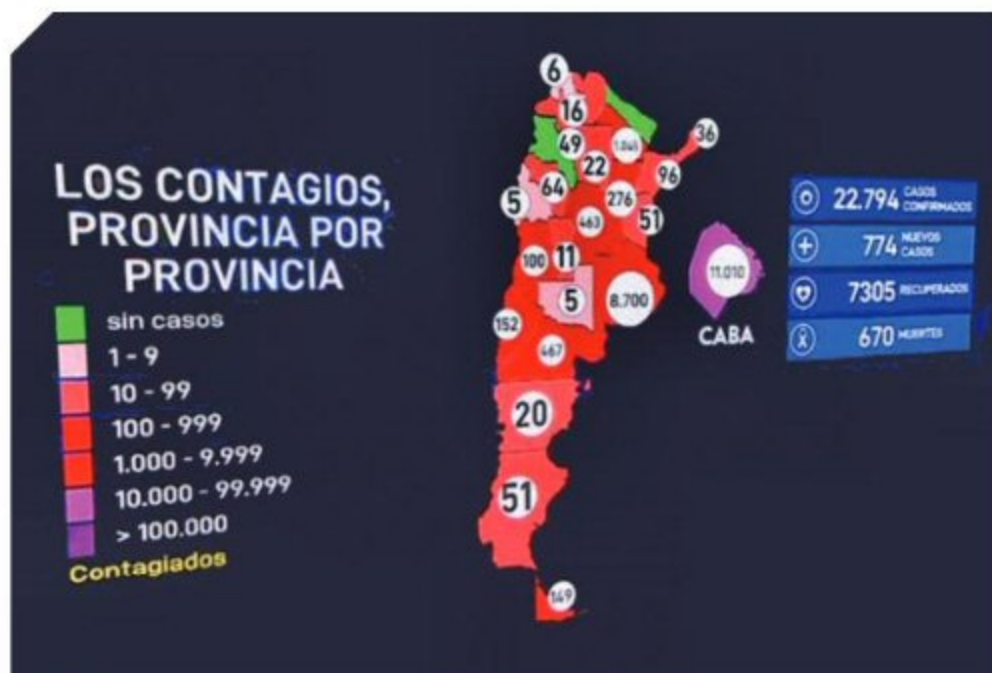 LOS CONTAGIOS,
PROVINCIA POR
PROVINCIA
sin casos
1 - 9
10 - 99
100 - 999
1.000 - 9.999
10.000 - 99.999
> 100.000
Contagiados
6
16
49
22
36
96
64
5
276
51
463
100
11
5
8.700
152
467
20
51
149
11.010
CABA
22.794 CASOS CONFIRMADOS
774 NUEVOS CASOS
7305 RECUPERADOS
670 MUERTES